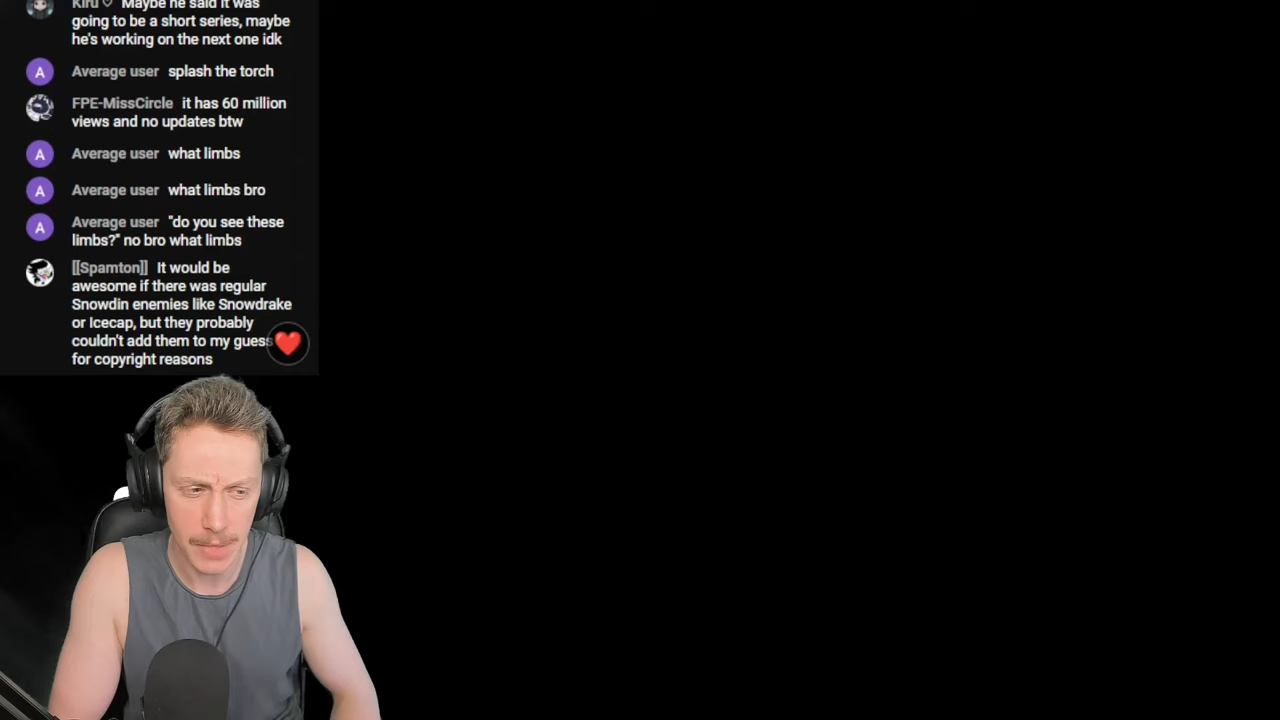 Kiru ♡ Maybe he said it was
going to be a short series, maybe
he's working on the next one idk
A Average user splash the torch
FPE-MissCircle it has 60 million
views and no updates btw
A Average user what limbs
A Average user what limbs bro
A Average user "do you see these
limbs?" no bro what limbs
[[Spamton]] It would be
awesome if there was regular
Snowdin enemies like Snowdrake
or Icecap, but they probably
couldn't add them to my guess
for copyright reasons